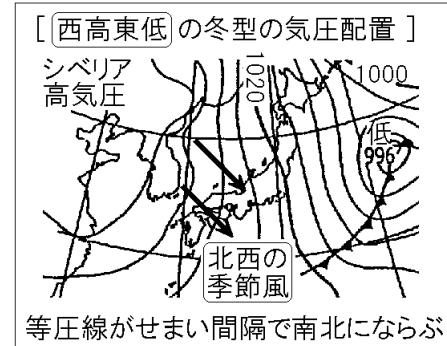 [ 西高東低 の冬型の気圧配置 ]
シベリア
高気圧
1020
1000
低
996
北西の
季節風
等圧線がせまい間隔で南北にならぶ